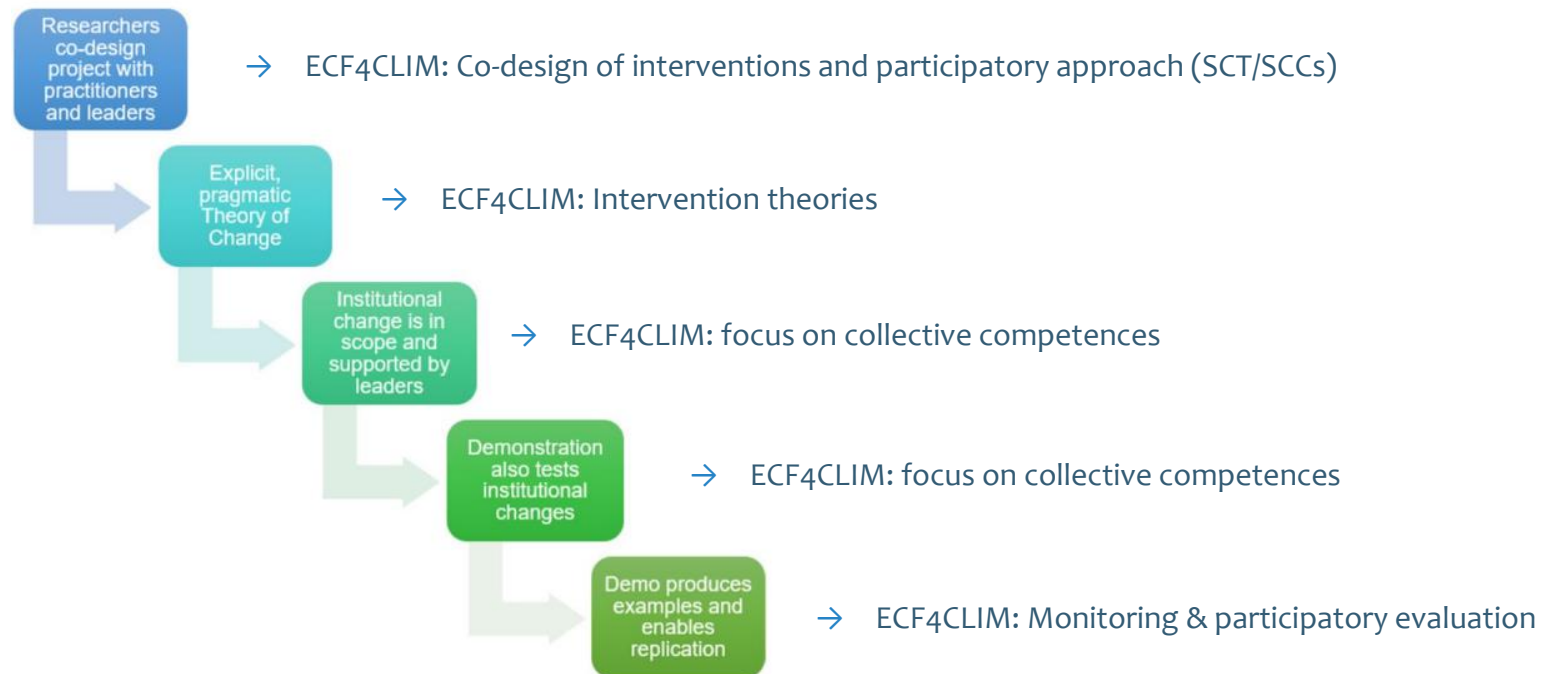 Researchers
co-design
project with
practitioners
and leaders
→ ECF4CLIM: Co-design of interventions and participatory approach (SCT/SCCs)
Explicit,
pragmatic
Theory of
Change
→ ECF4CLIM: Intervention theories
Institutional
change is in
scope and
supported by
leaders
→ ECF4CLIM: focus on collective competences
Demonstration
also tests
institutional
changes
→ ECF4CLIM: focus on collective competences
Demo produces
examples and
enables
replication
→ ECF4CLIM: Monitoring & participatory evaluation